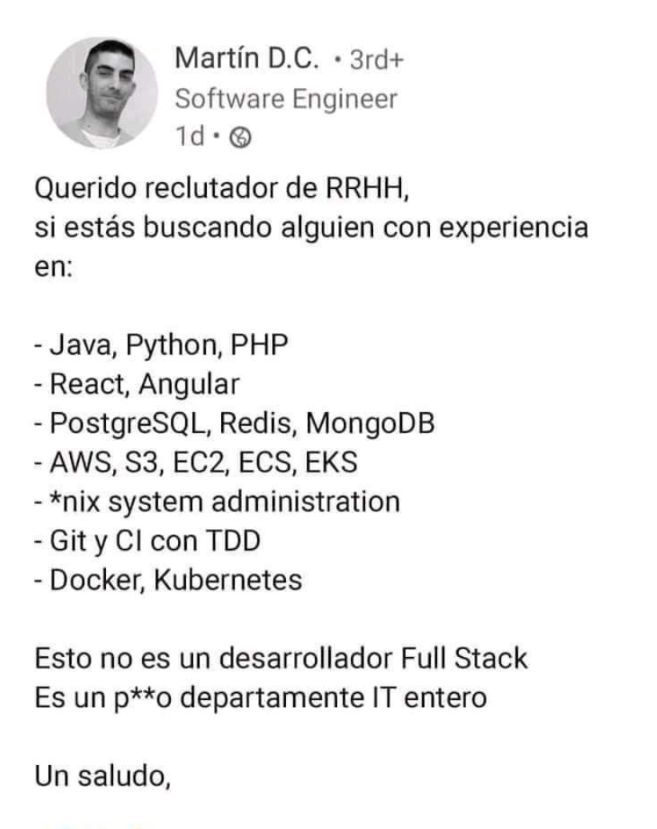 Martín D.C. • 3rd+
Software Engineer
1d •
Querido reclutador de RRHH,
si estás buscando alguien con experiencia
en:
- Java, Python, PHP
- React, Angular
- PostgreSQL, Redis, MongoDB
- AWS, S3, EC2, ECS, EKS
- *nix system administration
- Git y CI con TDD
- Docker, Kubernetes
Esto no es un desarrollador Full Stack
Es un p**o departamente IT entero
Un saludo,